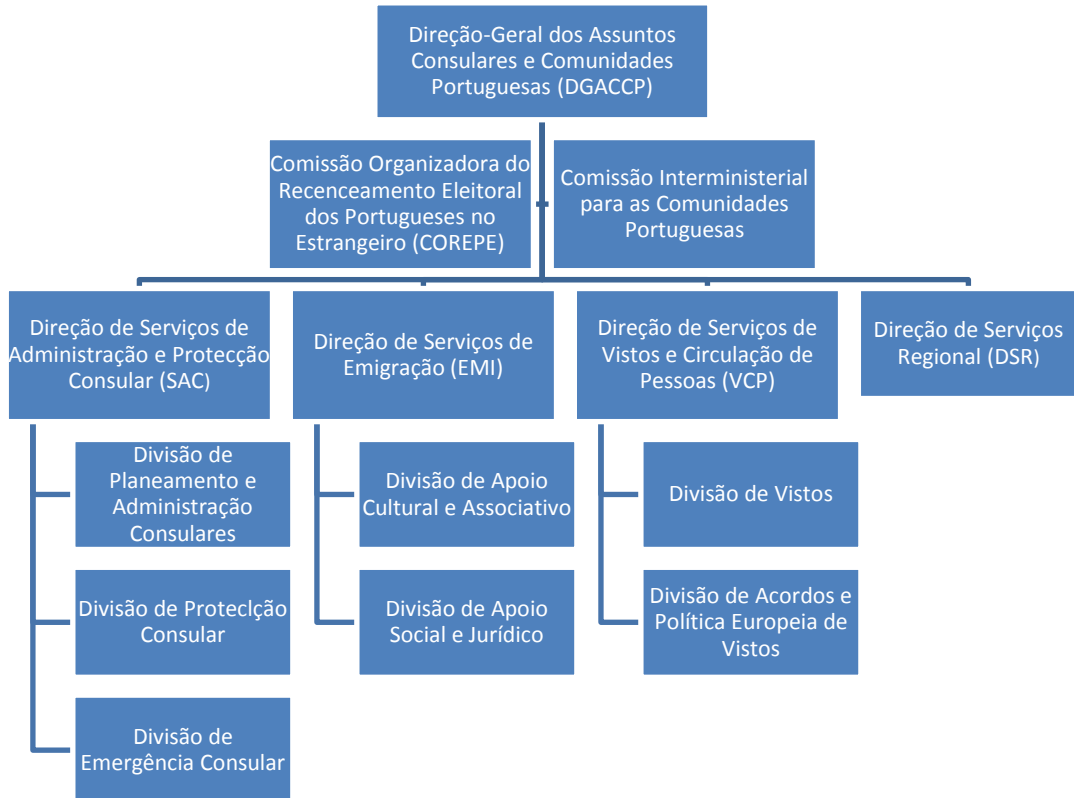 Direção-Geral dos Assuntos
Consulares e Comunidades
Portuguesas (DGACCP)
Comissão Organizadora do
Recenceamento Eleitoral
dos Portugueses no
Estrangeiro (COREPE)
Comissão Interministerial
para as Comunidades
Portuguesas
Direção de Serviços de
Administração e Protecção
Consular (SAC)
Direção de Serviços de
Emigração (EMI)
Direção de Serviços de
Vistos e Circulação de
Pessoas (VCP)
Direção de Serviços
Regional (DSR)
Divisão de
Planeamento e
Administração
Consulares
Divisão de Proteclção
Consular
Divisão de
Emergência Consular
Divisão de Apoio
Cultural e Associativo
Divisão de Apoio
Social e Jurídico
Divisão de Vistos
Divisão de Acordos e
Política Europeia de
Vistos